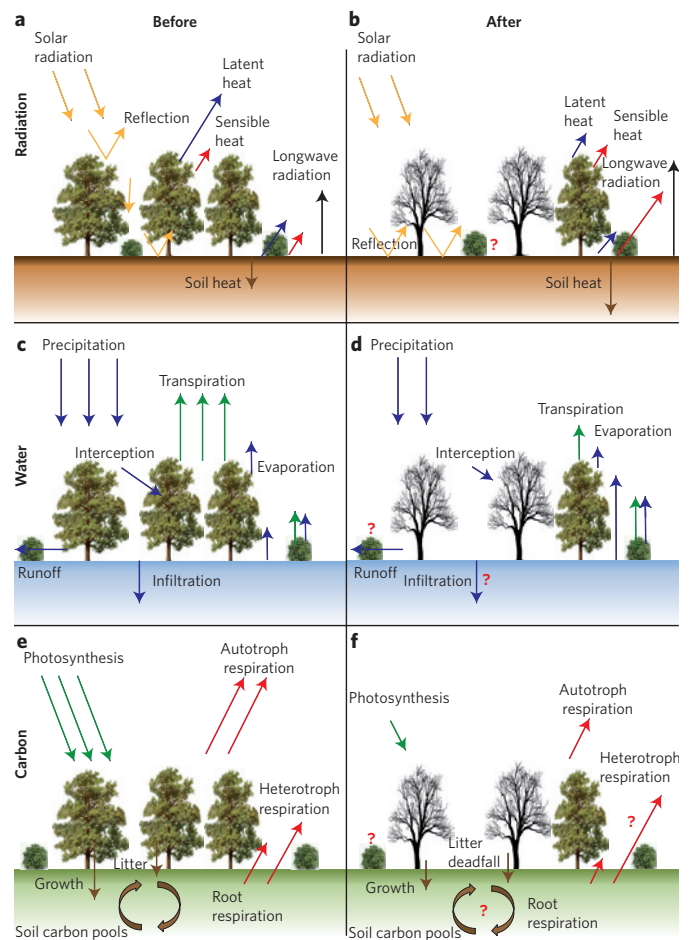 Before
After
a
Radiation
Solar
radiation
Reflection
Latent
heat
Sensible
heat
Longwave
radiation
Soil heat
b
Solar
radiation
Latent
heat
Sensible
heat
Longwave
radiation
Reflection
?
Soil heat
c
Water
Precipitation
Transpiration
Interception
Evaporation
Runoff
Infiltration
d
Precipitation
Transpiration
Evaporation
Interception
?
Runoff
Infiltration ?
e
Carbon
Photosynthesis
Autotroph
respiration
Heterotroph
respiration
Litter
Growth
Root
respiration
Soil carbon pools
f
Photosynthesis
Autotroph
respiration
Heterotroph
respiration
?
?
Litter
deadfall
Growth
?
Root
respiration
Soil carbon pools